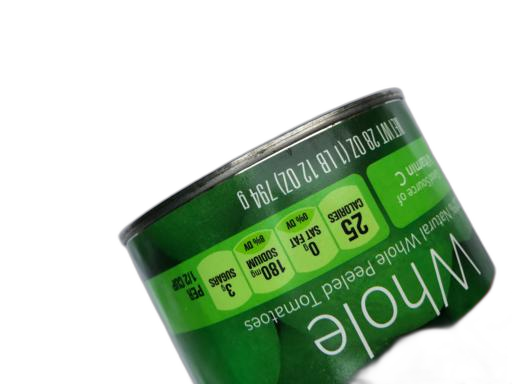 Whole
Natural Whole Peeled Tomatoes
Source of
Vitamin C
25
CALORIES
0g
SAT FAT
0% DV
180mg
SODIUM
8% DV
3g
SUGARS
PER
1/2 CUP
NET WT 28 OZ (1 LB 12 OZ) 794 g